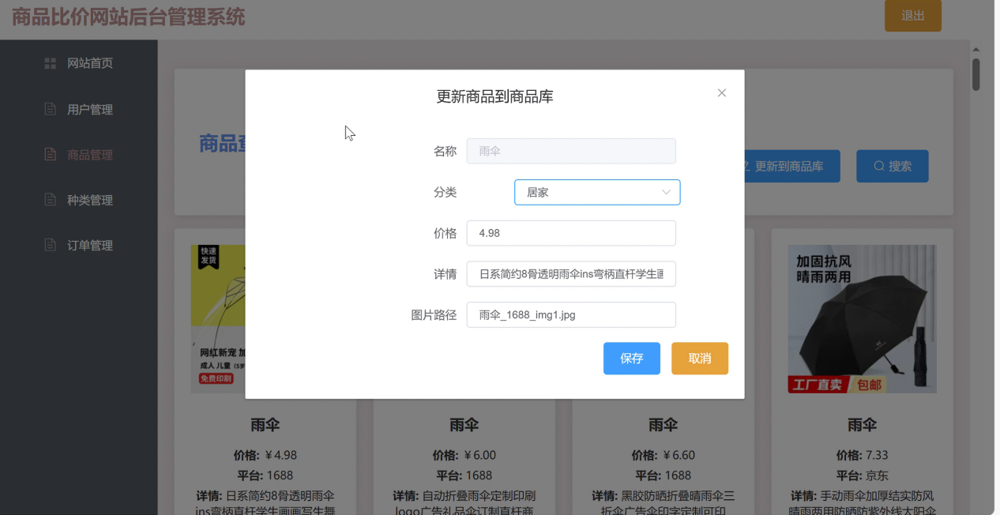 商品比价网站后台管理系统
退出
网站首页
用户管理
商品管理
种类管理
订单管理
商品查
更新到商品库
搜索
更新商品到商品库
名称
雨伞
分类
居家
价格
4.98
详情
日系简约8骨透明雨伞ins弯柄直杆学生画
图片路径
雨伞_1688_img1.jpg
保存
取消
快速
发货
网红新宠 加
成人 儿童 (5岁
免费印刷
加固抗风
晴雨两用
工厂直卖 包邮
雨伞
价格: ¥4.98
平台: 1688
详情: 日系简约8骨透明雨伞
ins弯柄直杆学生画画写生舞
雨伞
价格: ¥6.00
平台: 1688
详情: 自动折叠雨伞定制印刷
logo广告礼品伞订制直杆商
雨伞
价格: ¥6.60
平台: 1688
详情: 黑胶防晒折叠晴雨伞三
折伞广告伞印字定制可印
雨伞
价格: 7.33
平台: 京东
详情: 手动雨伞加厚结实防风
晴雨两用防晒防紫外线太阳伞